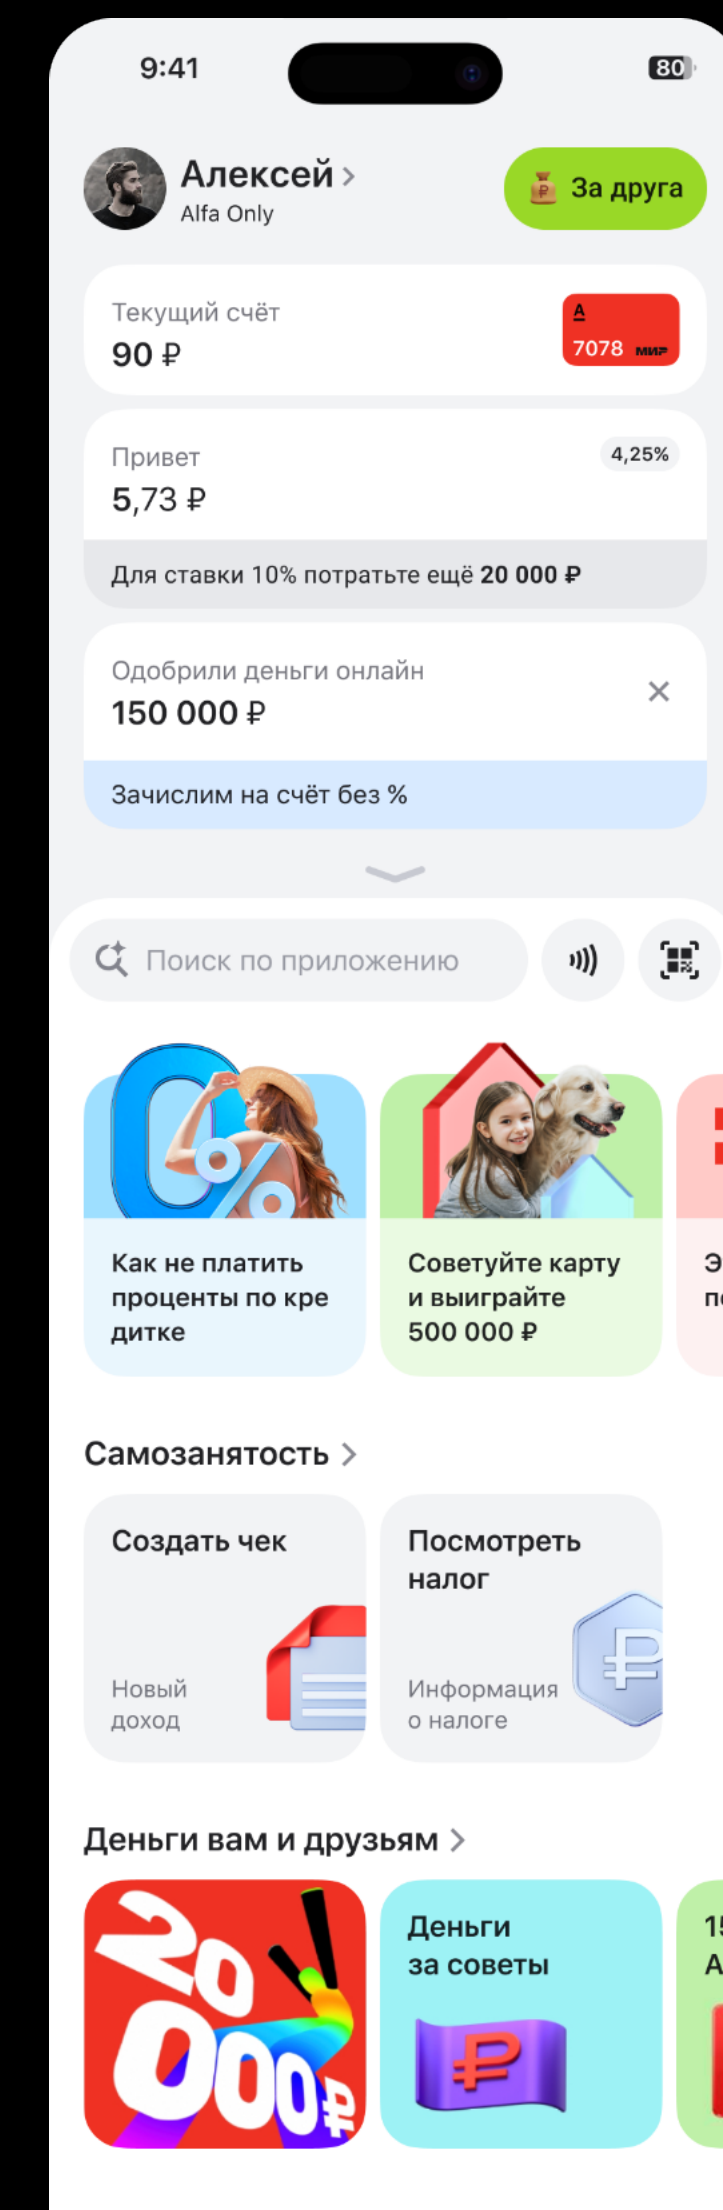 9:41
80
Алексей
Alfa Only
За друга
Текущий счёт
90 ₽
А
7078 МИР
Привет
4,25%
5,73 ₽
Для ставки 10% потратьте ещё 20 000 ₽
Одобрили деньги онлайн
150 000 ₽
Зачислим на счёт без %
Поиск по приложению
0%
Как не платить
проценты по кре
дитке
Советуйте карту
и выиграйте
500 000 ₽
Самозанятость
Создать чек
Новый
доход
Посмотреть
налог
Информация
о налоге
Деньги вам и друзьям
20
000₽
Деньги
за советы